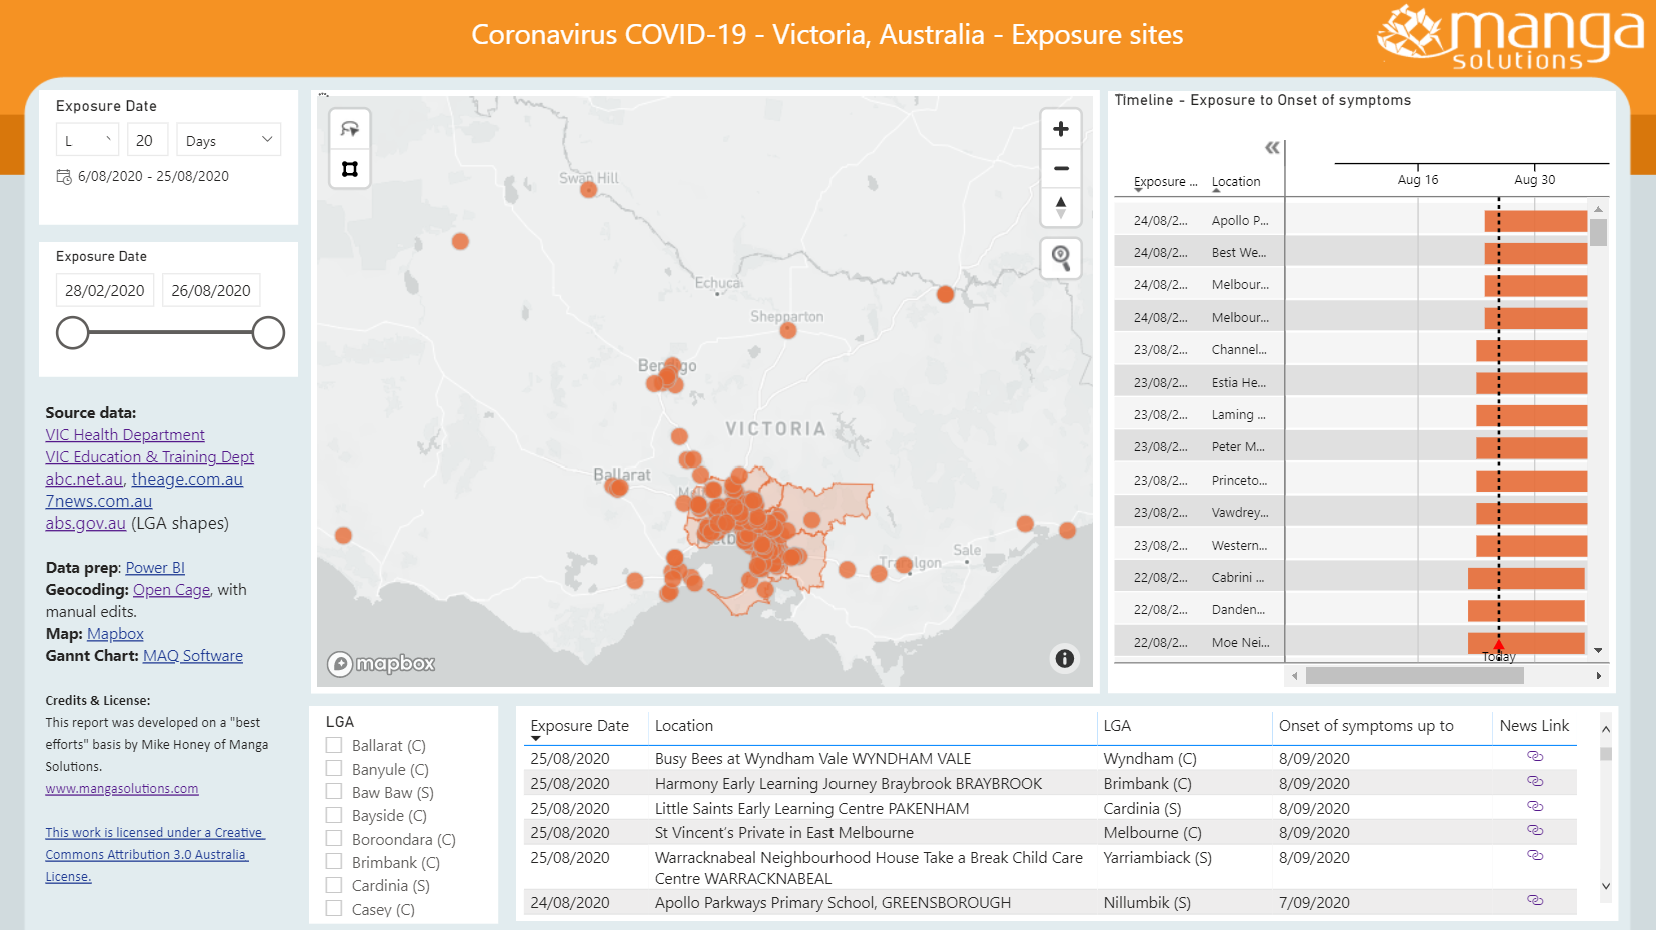 Coronavirus COVID-19 - Victoria, Australia - Exposure sites
manga
solutions
Exposure Date
L 20 Days
6/08/2020 - 25/08/2020
Exposure Date
28/02/2020 26/08/2020
Source data:
VIC Health Department
VIC Education & Training Dept
abc.net.au, theage.com.au
7news.com.au
abs.gov.au (LGA shapes)
Data prep: Power BI
Geocoding: Open Cage, with
manual edits.
Map: Mapbox
Gannt Chart: MAQ Software
Credits & License:
This report was developed on a "best
efforts" basis by Mike Honey of Manga
Solutions.
www.mangasolutions.com
This work is licensed under a Creative
Commons Attribution 3.0 Australia
License.
Swan Hill
Echuca
Shepparton
VICTORIA
Ballarat
Sale
mapbox
Timeline - Exposure to Onset of symptoms
Exposure ... Location
Aug 16 Aug 30
24/08/2... Apollo P...
24/08/2... Best We...
24/08/2... Melbour...
24/08/2... Melbour...
23/08/2... Channel...
23/08/2... Estia He...
23/08/2... Laming ...
23/08/2... Peter M...
23/08/2... Princeto...
23/08/2... Vawdrey...
23/08/2... Western...
22/08/2... Cabrini ...
22/08/2... Danden...
22/08/2... Moe Nei...
Today
LGA
Ballarat (C)
Banyule (C)
Baw Baw (S)
Bayside (C)
Boroondara (C)
Brimbank (C)
Cardinia (S)
Casey (C)
Exposure Date Location LGA Onset of symptoms up to News Link
25/08/2020 Busy Bees at Wyndham Vale WYNDHAM VALE Wyndham (C) 8/09/2020
25/08/2020 Harmony Early Learning Journey Braybrook BRAYBROOK Brimbank (C) 8/09/2020
25/08/2020 Little Saints Early Learning Centre PAKENHAM Cardinia (S) 8/09/2020
25/08/2020 St Vincent's Private in East Melbourne Melbourne (C) 8/09/2020
25/08/2020 Warracknabeal Neighbourhood House Take a Break Child Care Yarriambiack (S) 8/09/2020
Centre WARRACKNABEAL
24/08/2020 Apollo Parkways Primary School, GREENSBOROUGH Nillumbik (S) 7/09/2020